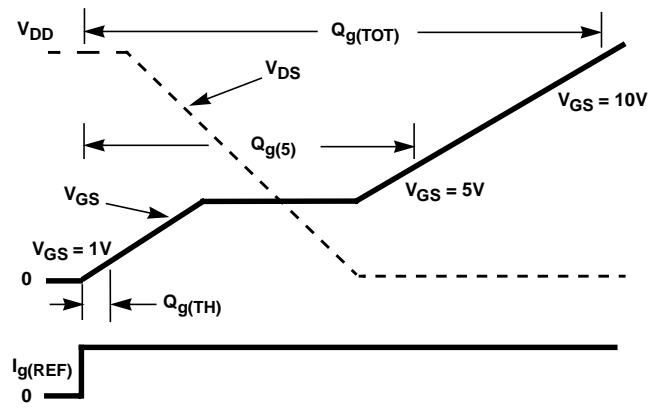 V_DD
Q_g(TOT)
V_DS
V_GS = 10V
Q_g(5)
V_GS
V_GS = 5V
V_GS = 1V
0
Q_g(TH)
I_g(REF)
0